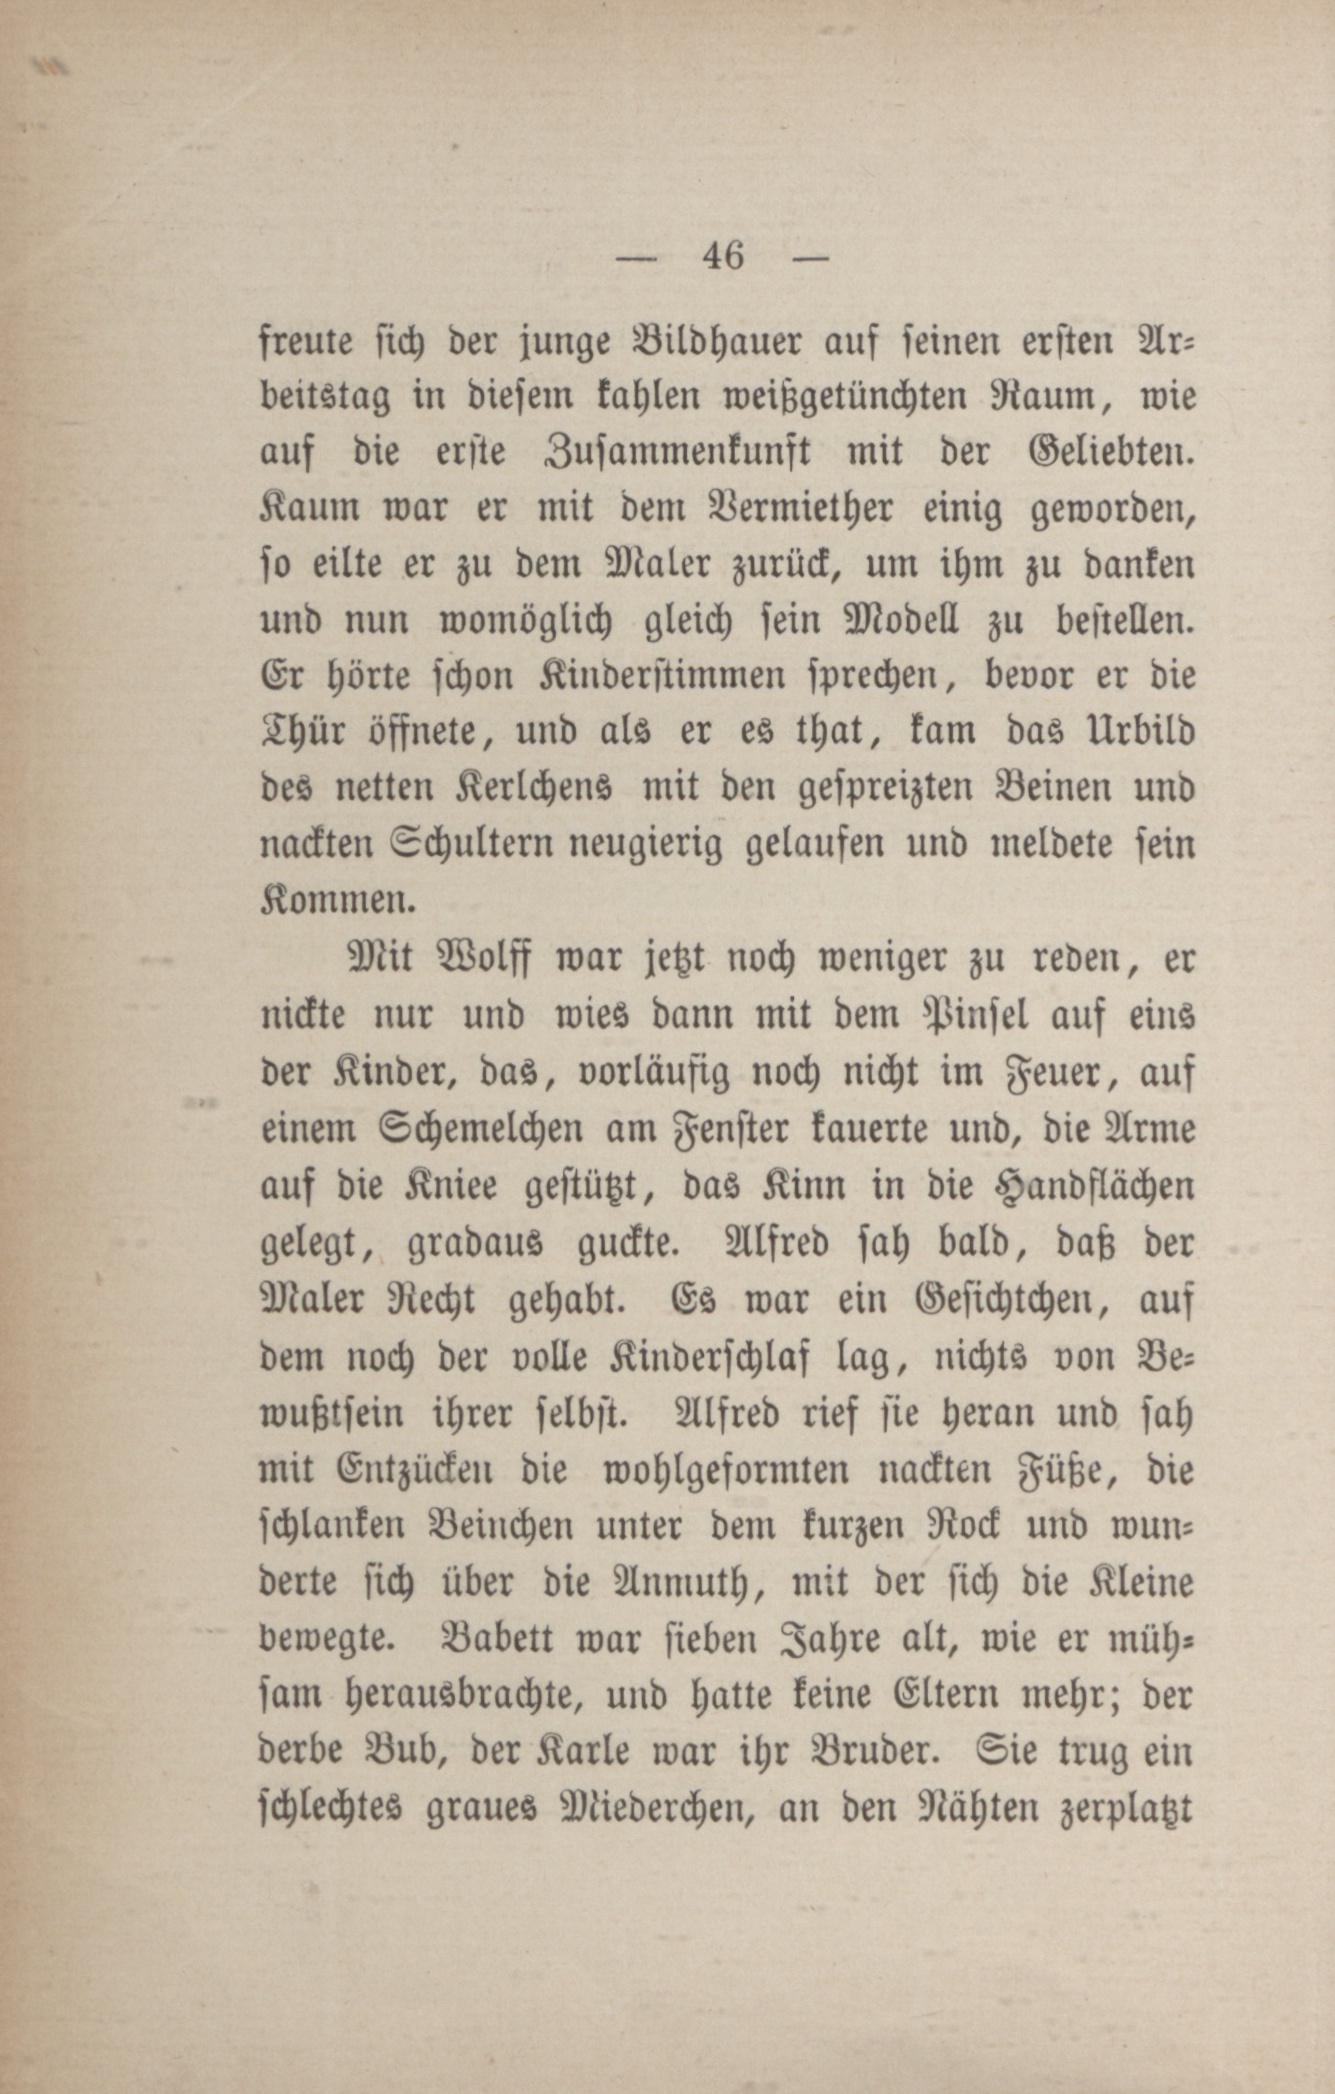 — 46 —
freute sich der junge Bildhauer auf seinen ersten Ar-
beitstag in diesem kahlen weißgetünchten Raum, wie
auf die erste Zusammenkunft mit der Geliebten.
Kaum war er mit dem Vermiether einig geworden,
so eilte er zu dem Maler zurück, um ihm zu danken
und nun womöglich gleich sein Modell zu bestellen.
Er hörte schon Kinderstimmen sprechen, bevor er die
Thür öffnete, und als er es that, kam das Urbild
des netten Kerlchens mit den gespreizten Beinen und
nackten Schultern neugierig gelaufen und meldete sein
Kommen.
Mit Wolff war jetzt noch weniger zu reden, er
nickte nur und wies dann mit dem Pinsel auf eins
der Kinder, das, vorläufig noch nicht im Feuer, auf
einem Schemelchen am Fenster kauerte und, die Arme
auf die Kniee gestützt, das Kinn in die Handflächen
gelegt, gradaus guckte. Alfred sah bald, daß der
Maler Recht gehabt. Es war ein Gesichtchen, auf
dem noch der volle Kinderschlaf lag, nichts von Be-
wußtsein ihrer selbst. Alfred rief sie heran und sah
mit Entzücken die wohlgeformten nackten Füße, die
schlanken Beinchen unter dem kurzen Rock und wun-
derte sich über die Anmuth, mit der sich die Kleine
bewegte. Babett war sieben Jahre alt, wie er müh-
sam herausbrachte, und hatte keine Eltern mehr; der
derbe Bub, der Karle war ihr Bruder. Sie trug ein
schlechtes graues Miederchen, an den Nähten zerplatzt